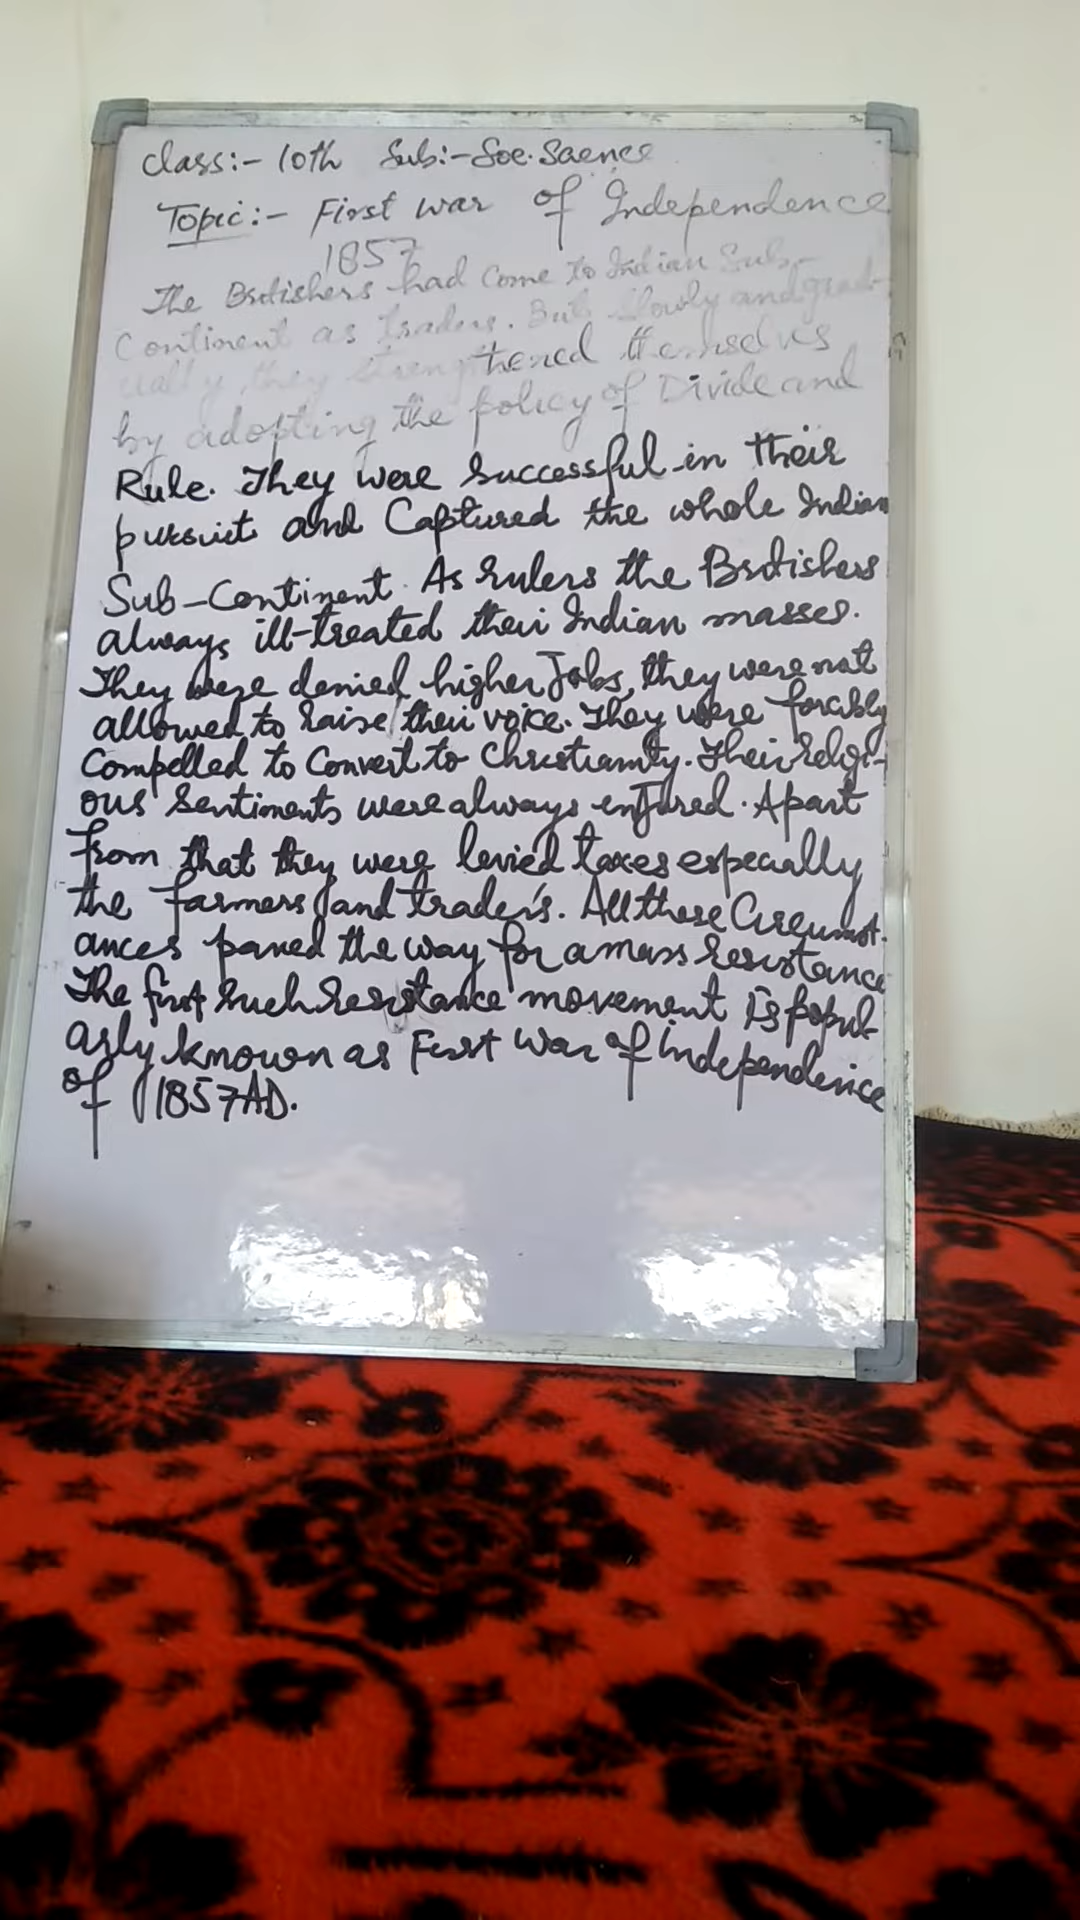 Class:- 10th Sub:- Soc. Science
Topic:- First war of Independence
1857
The Britishers had Come to Indian Sub-
Continent as Traders. But Slowly and grad-
ually, they strengthened themselves
by adopting the policy of Divide and
Rule. They were Successful in their
pursuit and Captured the whole Indian
Sub-Continent. As rulers the Britishers
always ill-treated their Indian masses.
They were denied higher Jobs, they were not
allowed to raise their voice. They were forcibly
Compelled to Convert to Christianity. Their religi-
ous Sentiments were always enjured. Apart
from that they were levied taxes especially
the farmers and trader's. All these Circumst-
ances paved the way for a mass resistance
The first such resistance movement Is popul-
arly known as First War of Independence
of 1857AD.